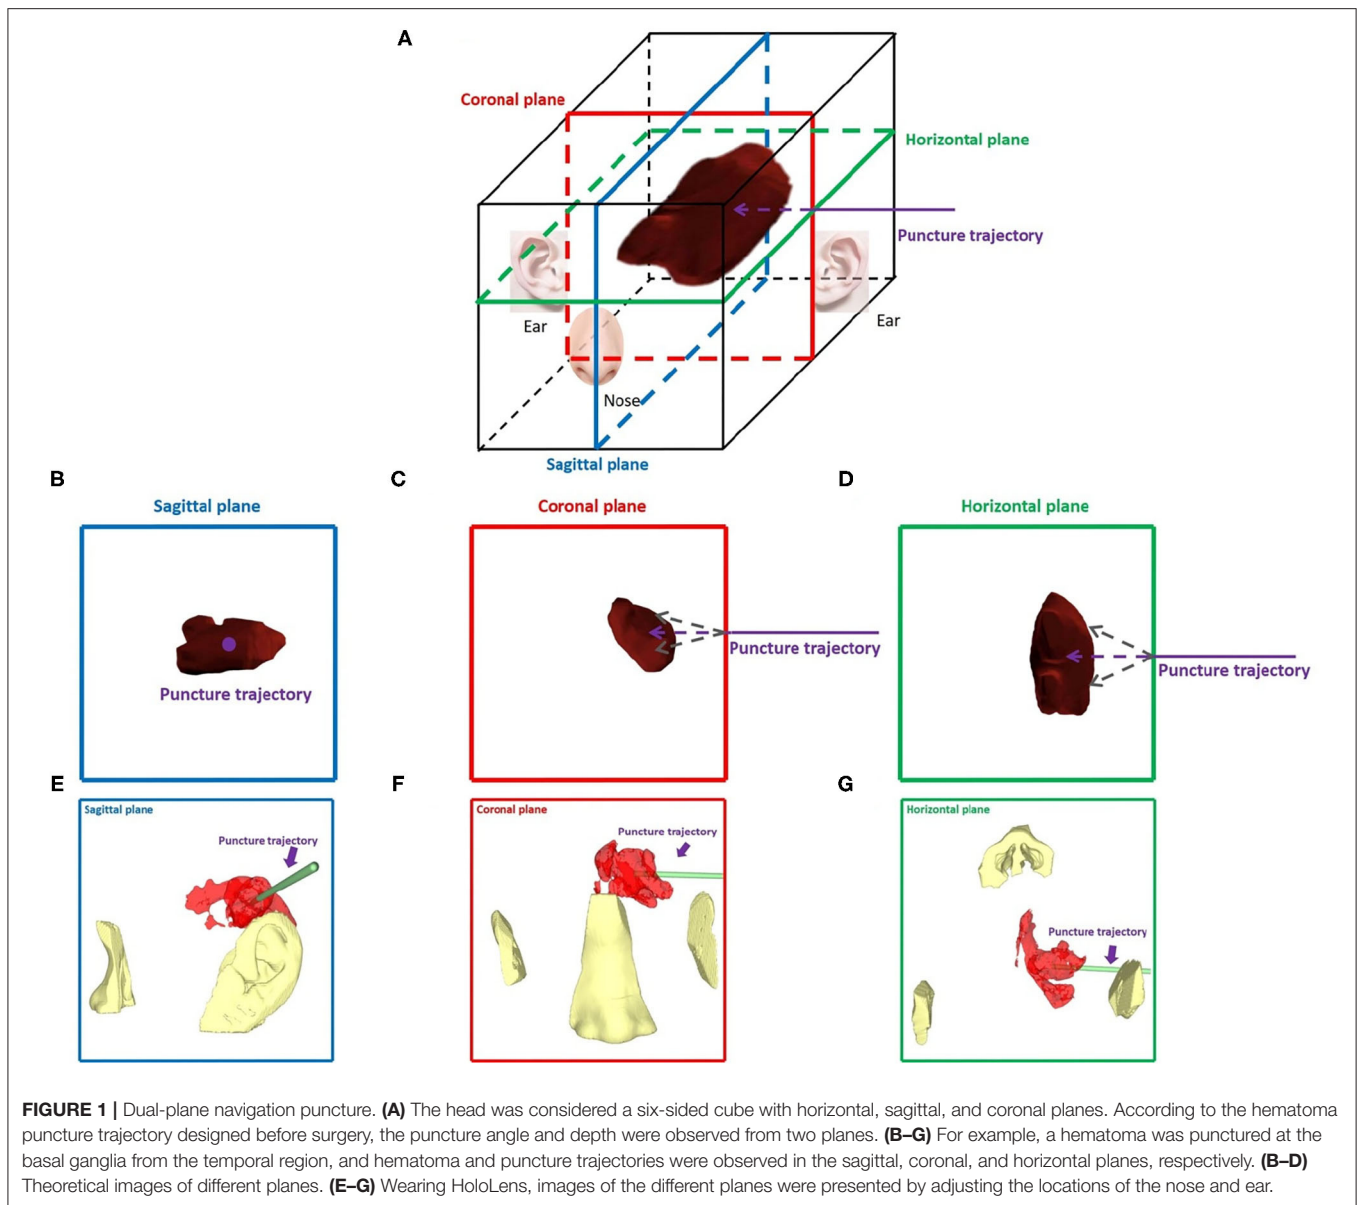 A
Coronal plane
Horizontal plane
Puncture trajectory
Ear
Ear
Nose
Sagittal plane
B
C
D
Sagittal plane
Coronal plane
Horizontal plane
Puncture trajectory
Puncture trajectory
Puncture trajectory
E
F
G
Sagittal plane
Puncture trajectory
Coronal plane
Puncture trajectory
Horizontal plane
Puncture trajectory
FIGURE 1 | Dual-plane navigation puncture. (A) The head was considered a six-sided cube with horizontal, sagittal, and coronal planes. According to the hematoma
puncture trajectory designed before surgery, the puncture angle and depth were observed from two planes. (B–G) For example, a hematoma was punctured at the
basal ganglia from the temporal region, and hematoma and puncture trajectories were observed in the sagittal, coronal, and horizontal planes, respectively. (B–D)
Theoretical images of different planes. (E–G) Wearing HoloLens, images of the different planes were presented by adjusting the locations of the nose and ear.